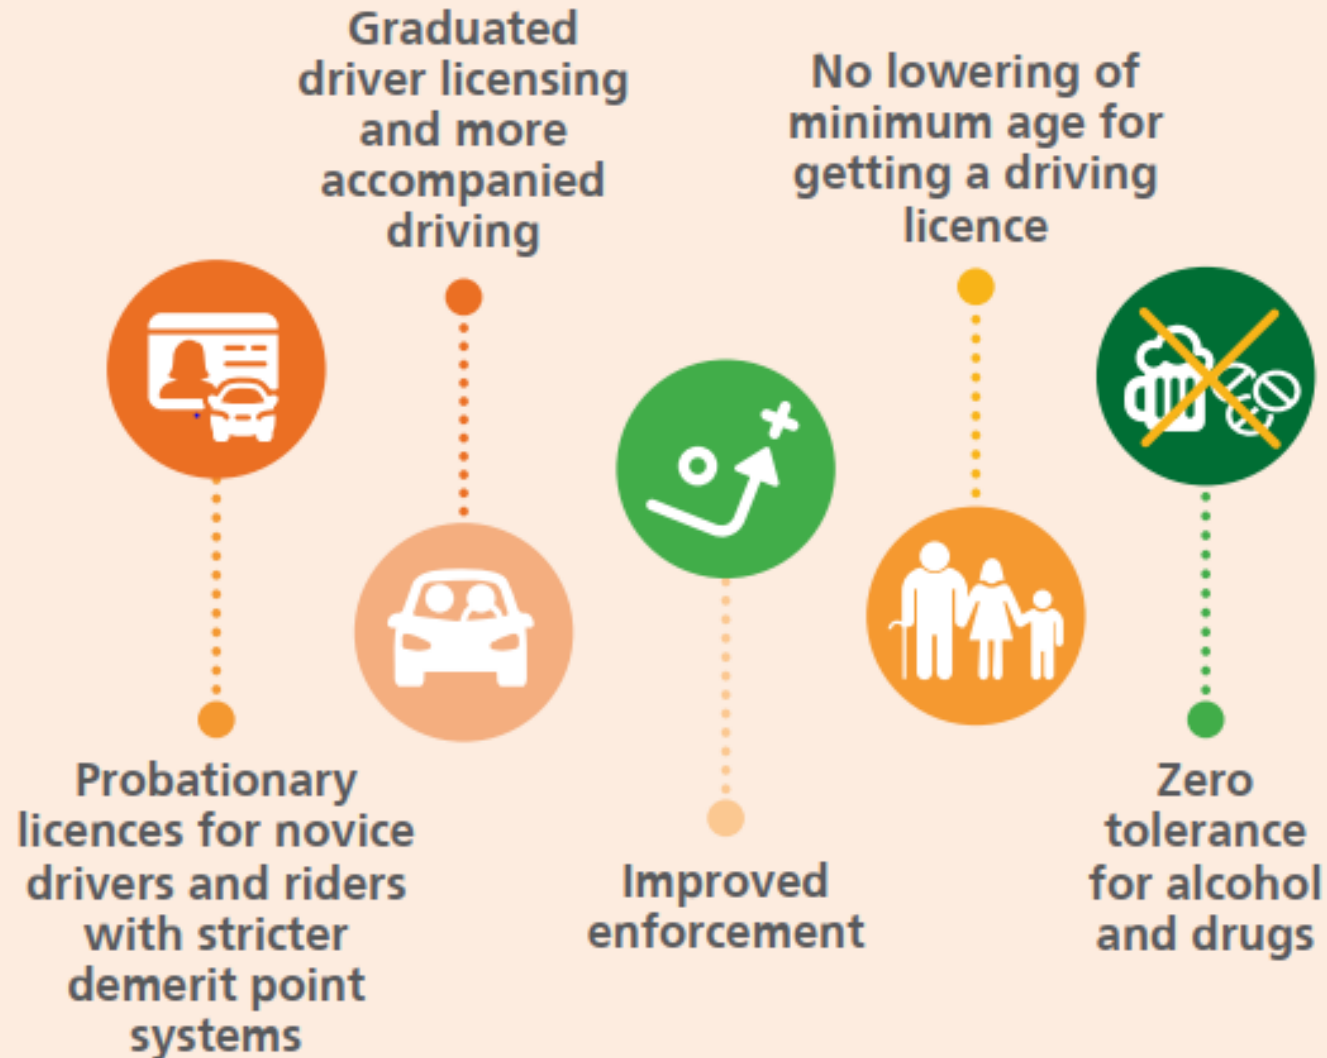 Graduated
driver licensing
and more
accompanied
driving
No lowering of
minimum age for
getting a driving
licence
Probationary
licences for novice
drivers and riders
with stricter
demerit point
systems
Improved
enforcement
Zero
tolerance
for alcohol
and drugs